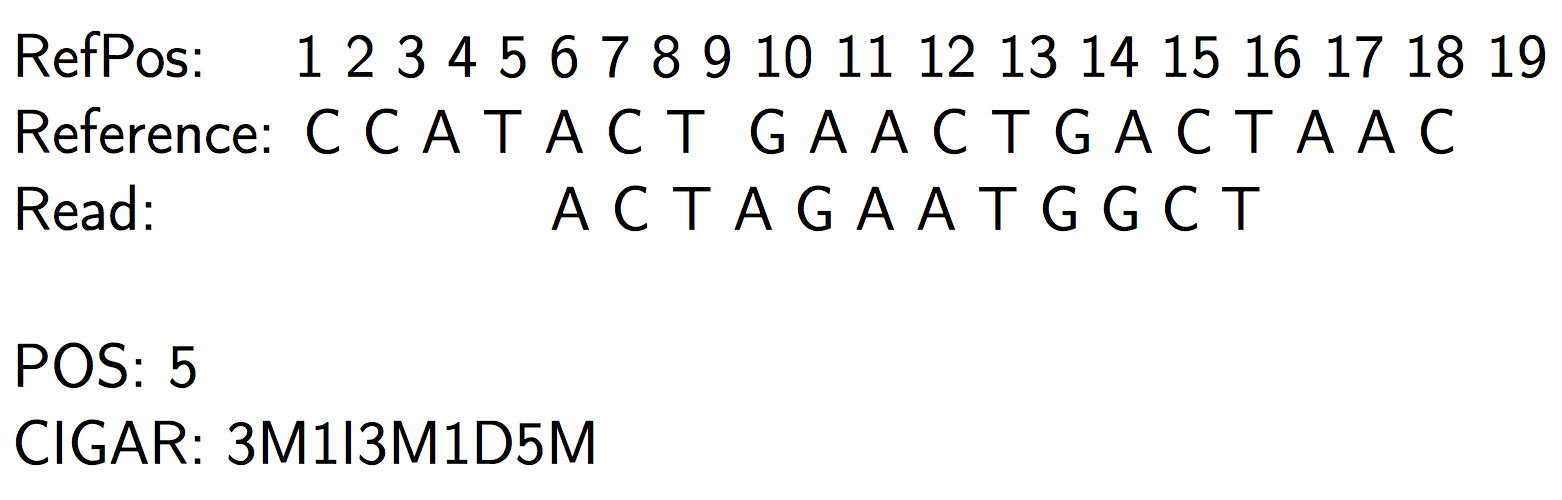 RefPos: 1 2 3 4 5 6 7 8 9 10 11 12 13 14 15 16 17 18 19
Reference: C C A T A C T G A A C T G A C T A A C
Read: A C T A G A A T G G C T
POS: 5
CIGAR: 3M1I3M1D5M